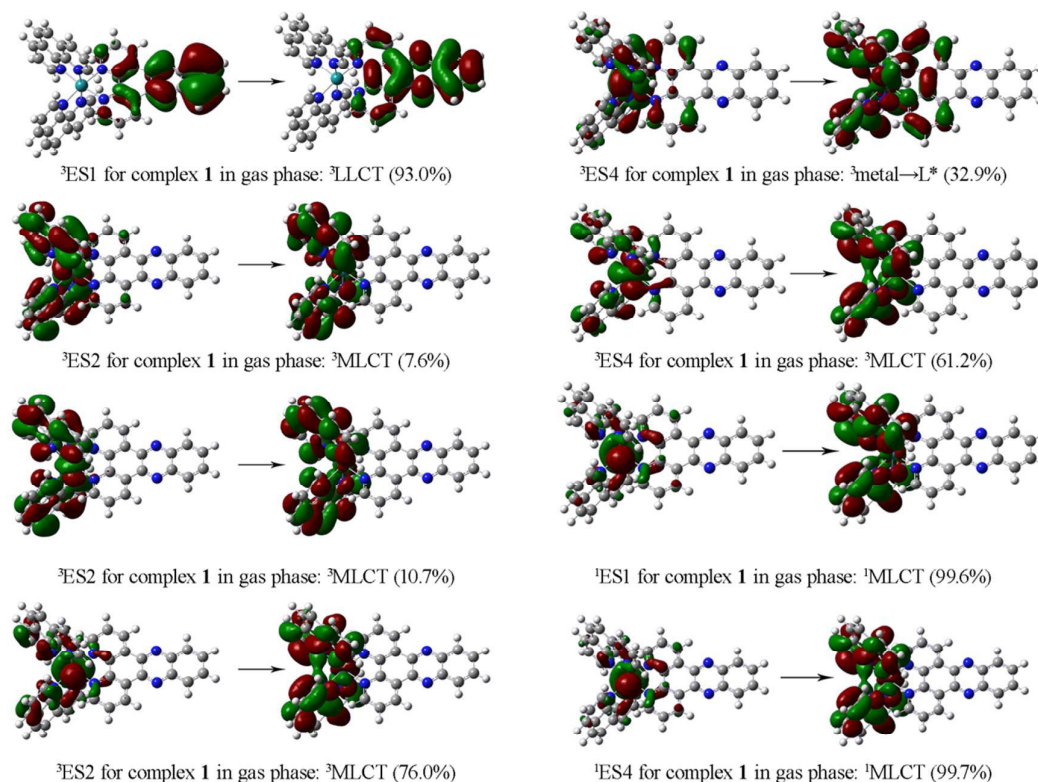 ³ES1 for complex 1 in gas phase: ³LLCT (93.0%)
³ES4 for complex 1 in gas phase: ³metal→L* (32.9%)
³ES2 for complex 1 in gas phase: ³MLCT (7.6%)
³ES4 for complex 1 in gas phase: ³MLCT (61.2%)
³ES2 for complex 1 in gas phase: ³MLCT (10.7%)
¹ES1 for complex 1 in gas phase: ¹MLCT (99.6%)
³ES2 for complex 1 in gas phase: ³MLCT (76.0%)
¹ES4 for complex 1 in gas phase: ¹MLCT (99.7%)